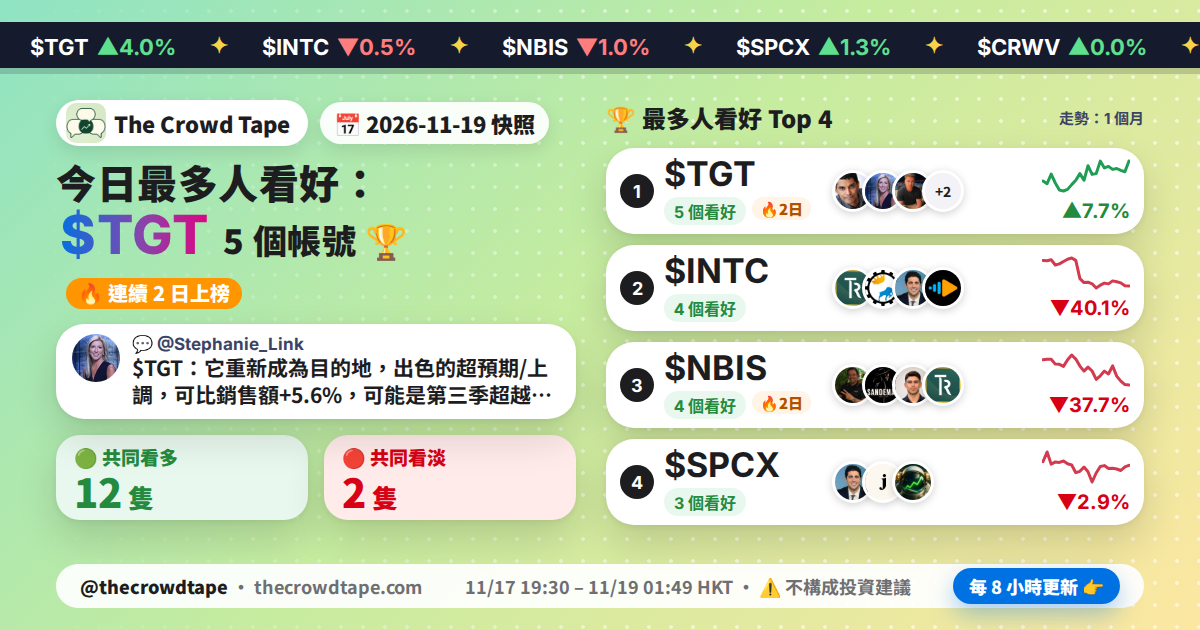 $TGT ▲4.0% ✦ $INTC ▼0.5% ✦ $NBIS ▼1.0% ✦ $SPCX ▲1.3% ✦ $CRWV ▲0.0% ✦
The Crowd Tape
📅 2026-11-19 快照
今日最多人看好：
$TGT 5 個帳號 🏆
🔥 連續 2 日上榜
💬 @Stephanie_Link
$TGT：它重新成為目的地，出色的超預期/上
調，可比銷售額+5.6%，可能是第三季超越⋯
🟢 共同看多
12 隻
🔴 共同看淡
2 隻
🏆 最多人看好 Top 4
走勢：1 個月
1 $TGT
5 個看好 🔥2日
+2
▲7.7%
2 $INTC
4 個看好
TR
▼40.1%
3 $NBIS
4 個看好 🔥2日
TR
▼37.7%
4 $SPCX
3 個看好
j
▼2.9%
@thecrowdtape • thecrowdtape.com
11/17 19:30 – 11/19 01:49 HKT • ⚠️ 不構成投資建議
每 8 小時更新 👉